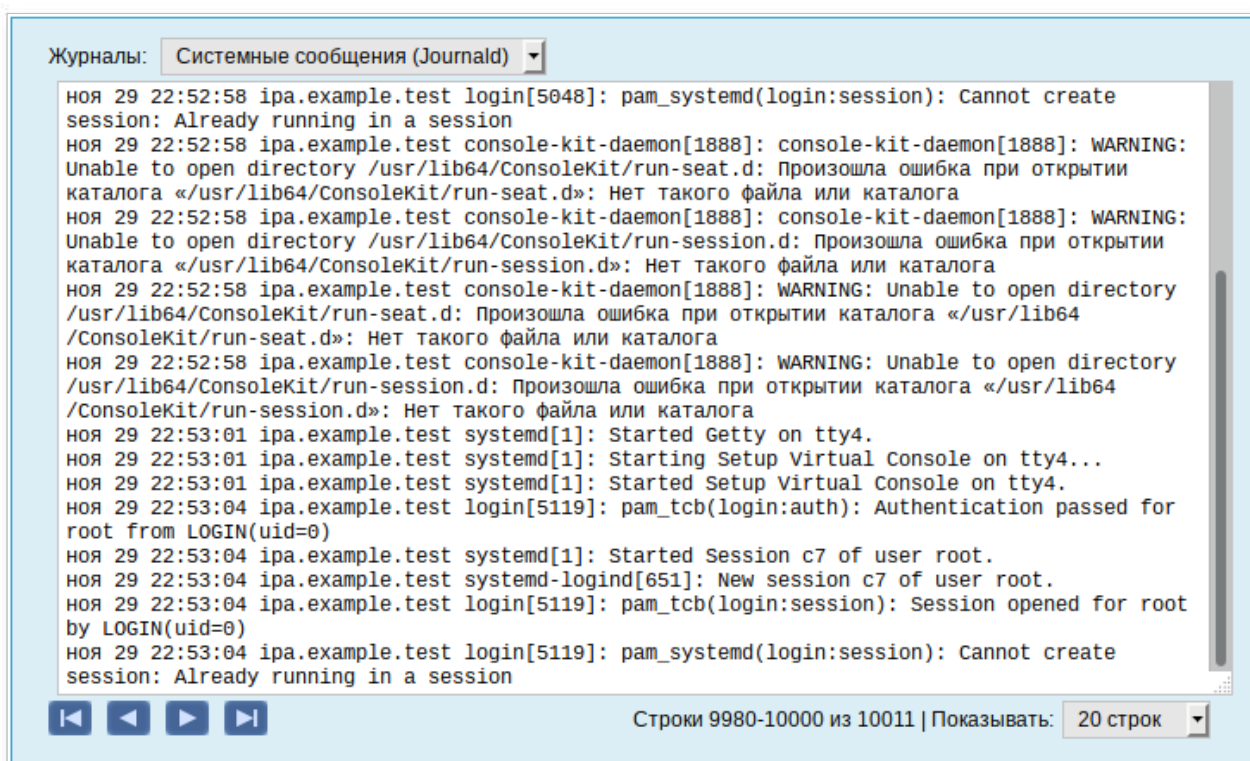 Журналы: Системные сообщения (Journald)
ноя 29 22:52:58 ipa.example.test login[5048]: pam_systemd(login:session): Cannot create
session: Already running in a session
ноя 29 22:52:58 ipa.example.test console-kit-daemon[1888]: console-kit-daemon[1888]: WARNING:
Unable to open directory /usr/lib64/ConsoleKit/run-seat.d: Произошла ошибка при открытии
каталога «/usr/lib64/ConsoleKit/run-seat.d»: Нет такого файла или каталога
ноя 29 22:52:58 ipa.example.test console-kit-daemon[1888]: console-kit-daemon[1888]: WARNING:
Unable to open directory /usr/lib64/ConsoleKit/run-session.d: Произошла ошибка при открытии
каталога «/usr/lib64/ConsoleKit/run-session.d»: Нет такого файла или каталога
ноя 29 22:52:58 ipa.example.test console-kit-daemon[1888]: WARNING: Unable to open directory
/usr/lib64/ConsoleKit/run-seat.d: Произошла ошибка при открытии каталога «/usr/lib64
/ConsoleKit/run-seat.d»: Нет такого файла или каталога
ноя 29 22:52:58 ipa.example.test console-kit-daemon[1888]: WARNING: Unable to open directory
/usr/lib64/ConsoleKit/run-session.d: Произошла ошибка при открытии каталога «/usr/lib64
/ConsoleKit/run-session.d»: Нет такого файла или каталога
ноя 29 22:53:01 ipa.example.test systemd[1]: Started Getty on tty4.
ноя 29 22:53:01 ipa.example.test systemd[1]: Starting Setup Virtual Console on tty4...
ноя 29 22:53:01 ipa.example.test systemd[1]: Started Setup Virtual Console on tty4.
ноя 29 22:53:04 ipa.example.test login[5119]: pam_tcb(login:auth): Authentication passed for
root from LOGIN(uid=0)
ноя 29 22:53:04 ipa.example.test systemd[1]: Started Session c7 of user root.
ноя 29 22:53:04 ipa.example.test systemd-logind[651]: New session c7 of user root.
ноя 29 22:53:04 ipa.example.test login[5119]: pam_tcb(login:session): Session opened for root
by LOGIN(uid=0)
ноя 29 22:53:04 ipa.example.test login[5119]: pam_systemd(login:session): Cannot create
session: Already running in a session
Строки 9980-10000 из 10011 | Показывать: 20 строк